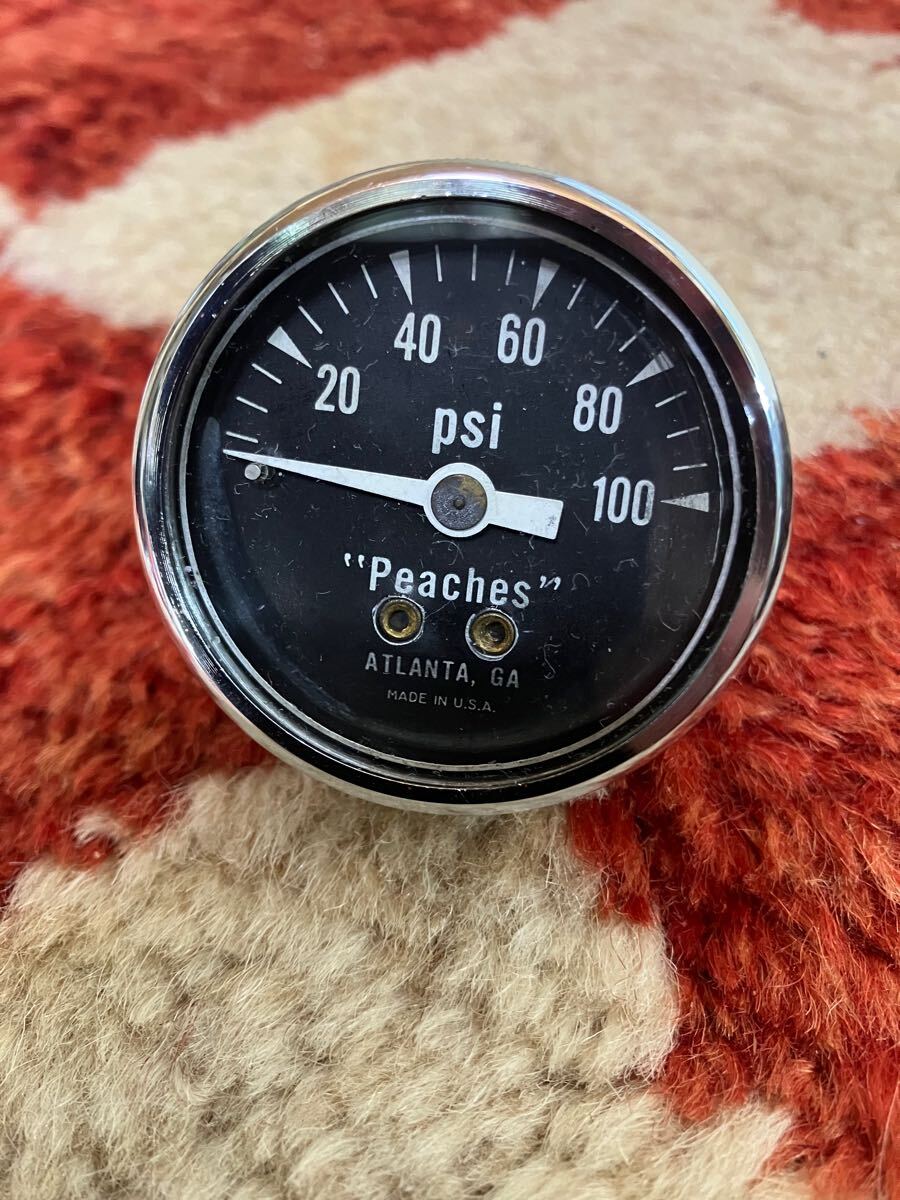 20
40
60
80
100
psi
"Peaches"
ATLANTA, GA
MADE IN U.S.A.